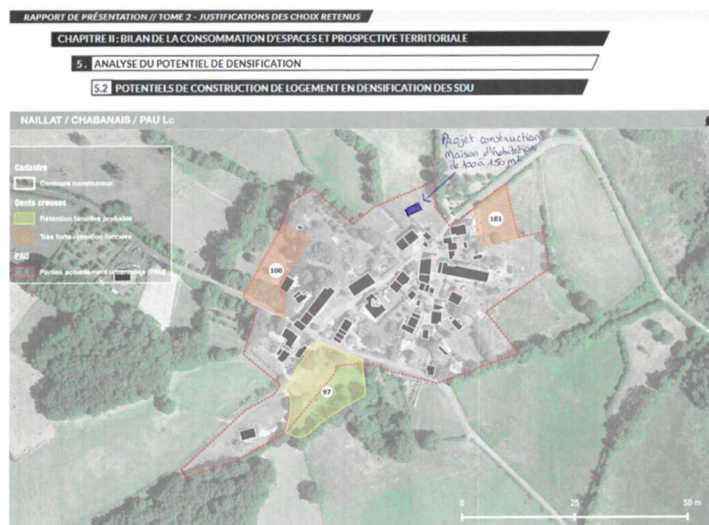 RAPPORT DE PRÉSENTATION // TOME 2 - JUSTIFICATIONS DES CHOIX RETENUS
CHAPITRE II : BILAN DE LA CONSOMMATION D'ESPACES ET PROSPECTIVE TERRITORIALE
5. ANALYSE DU POTENTIEL DE DENSIFICATION
5.2 POTENTIELS DE CONSTRUCTION DE LOGEMENT EN DENSIFICATION DES SDU
NAILLAT / CHABANAIS / PAU Lc
Projet construction
maison d'habitation
de 100 à 150 m²
Cadastre
Contours communaux
Dents creuses
Rétention foncière probable
Très forte rétention foncière
PAU
Parties actuellement urbanisées (PAU)
101
100
Lc
97
0 25 50 m